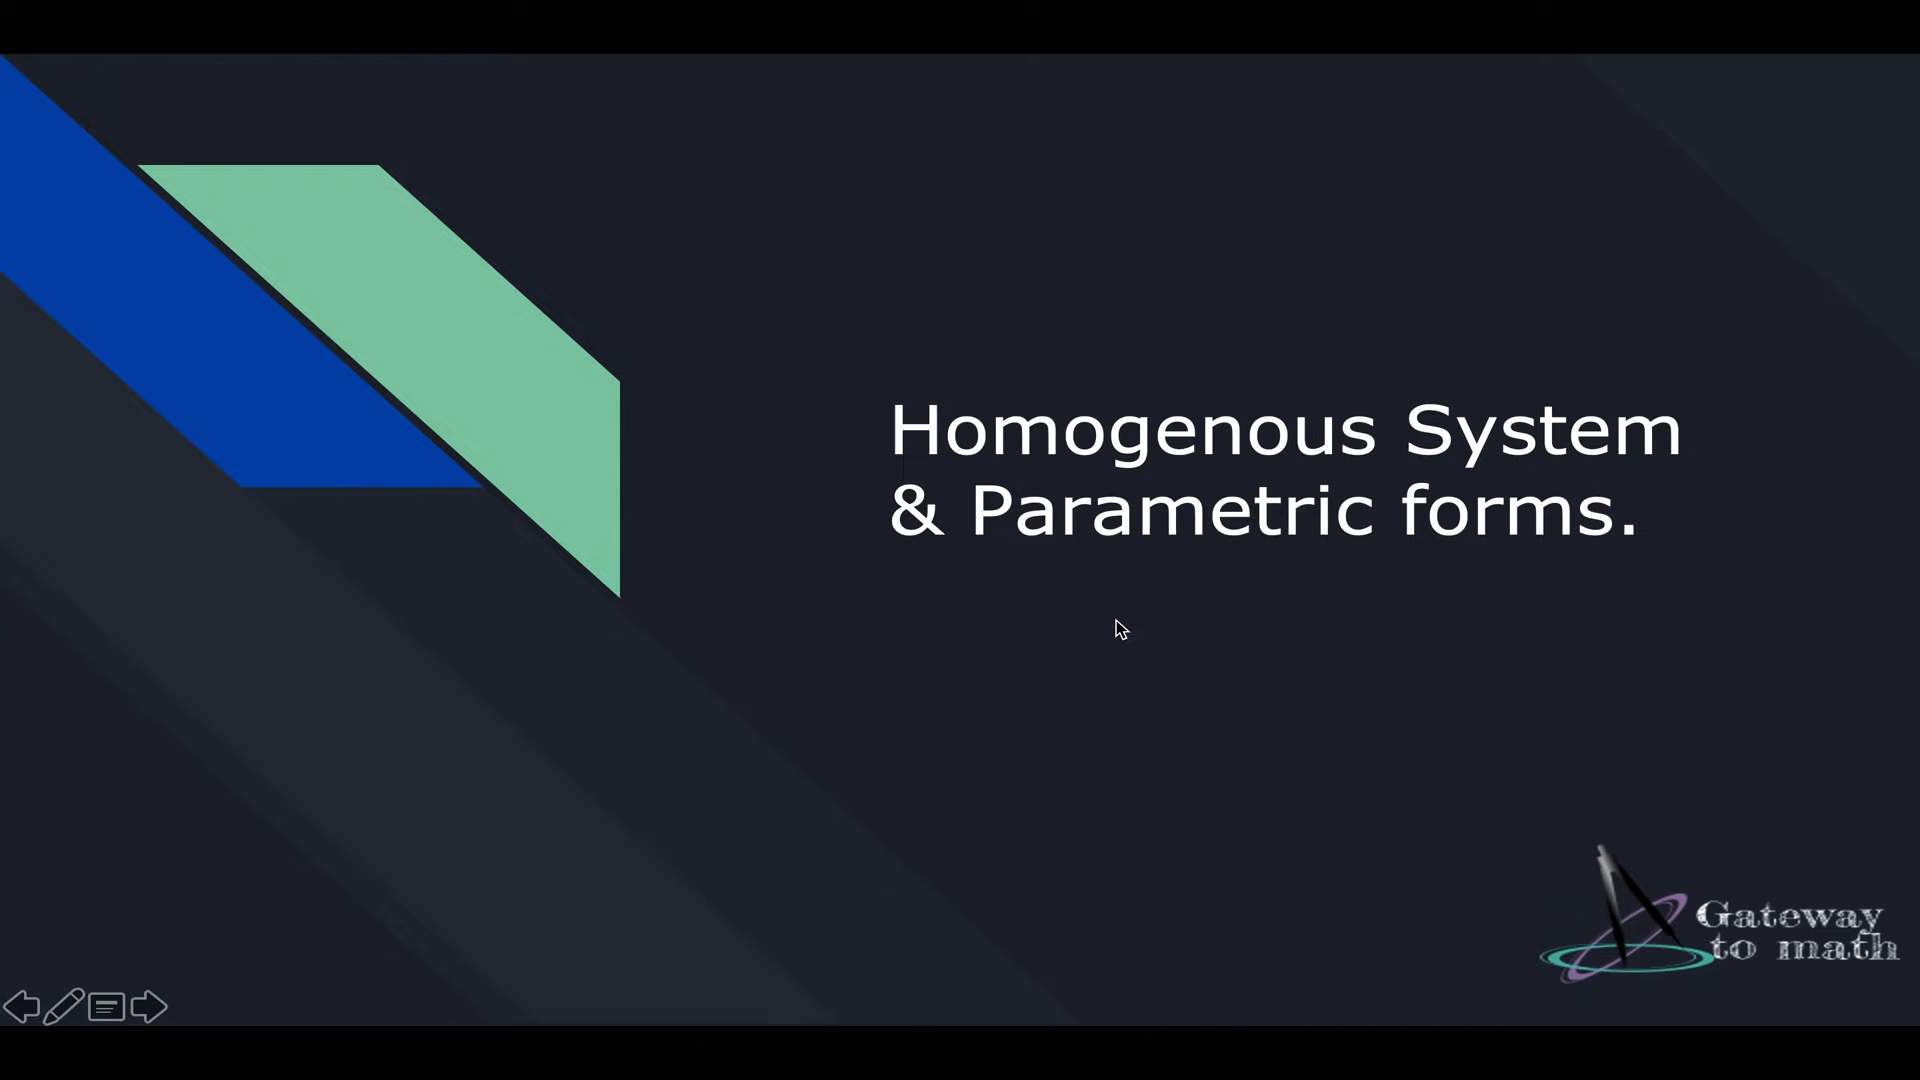 Homogenous System
& Parametric forms.
Gateway
to math